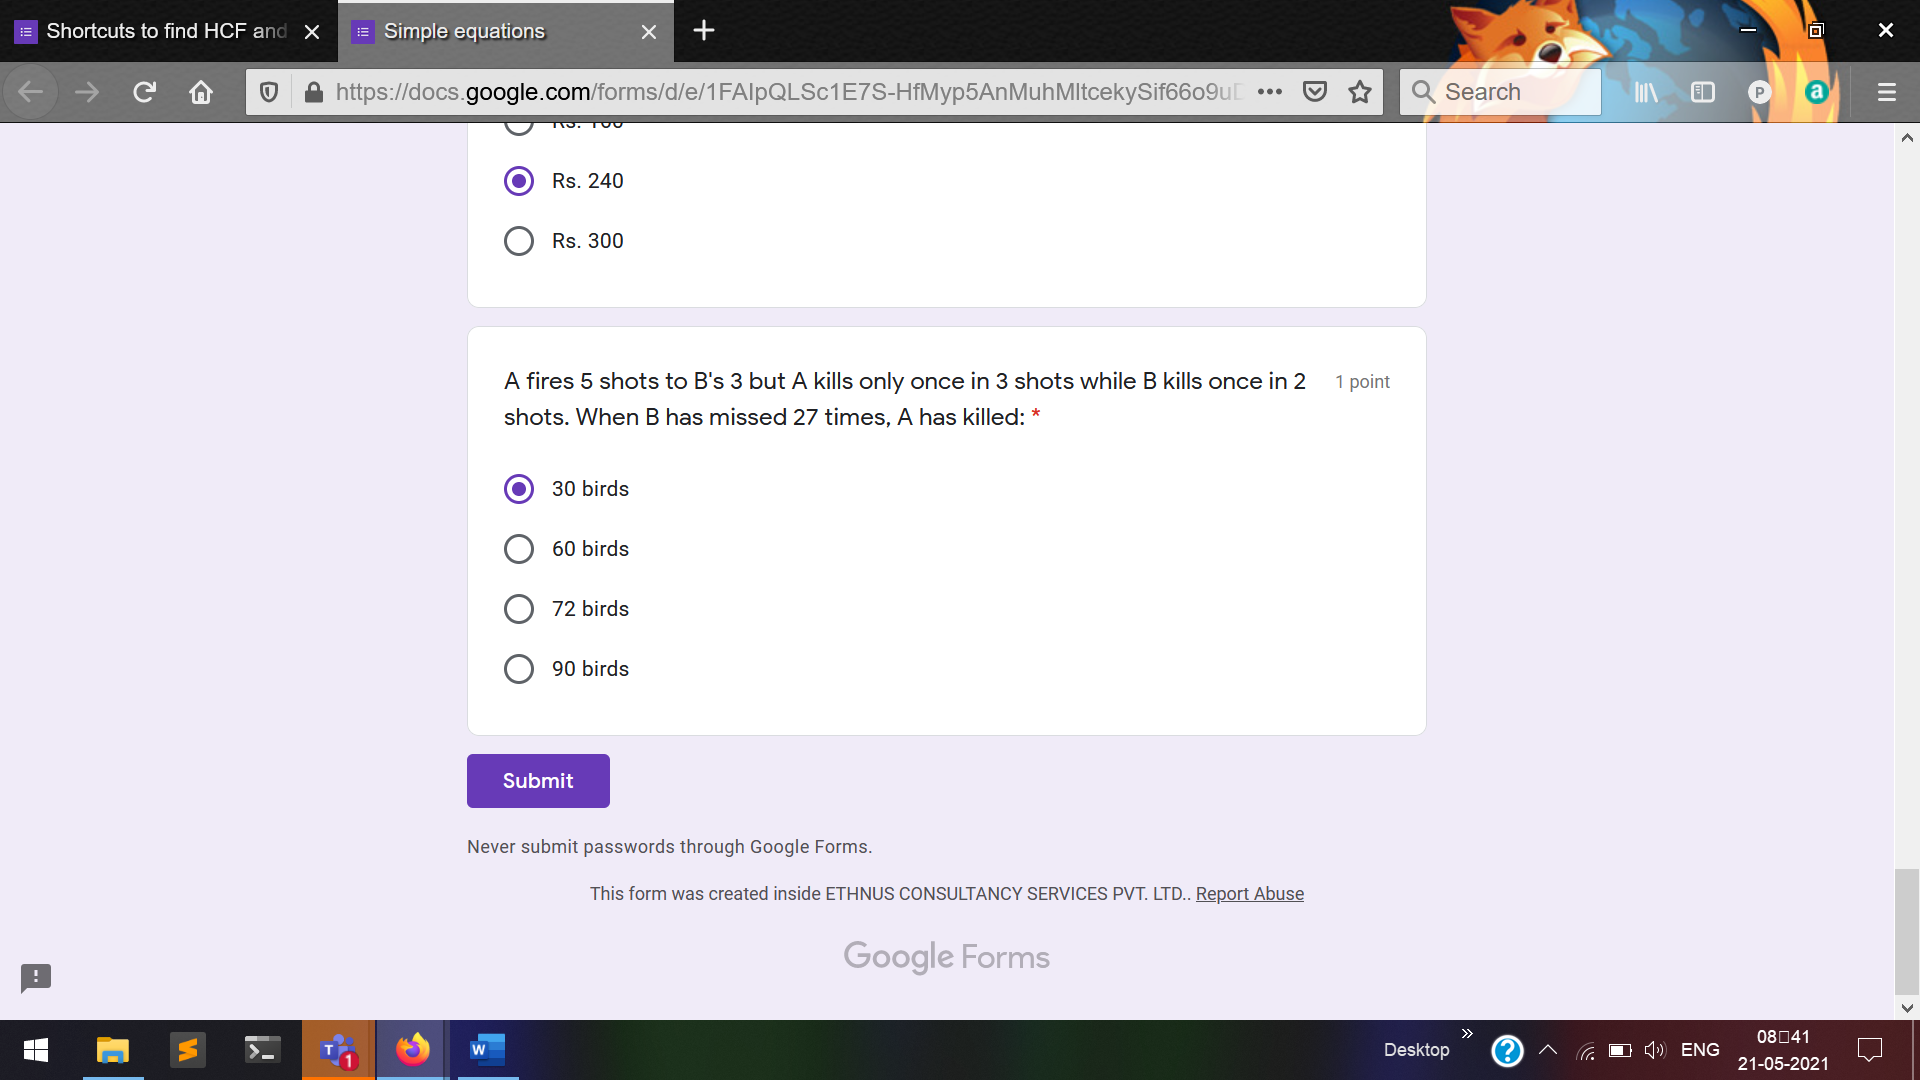 Shortcuts to find HCF and
Simple equations
https://docs.google.com/forms/d/e/1FAIpQLSc1E7S-HfMyp5AnMuhMltcekySif66o9uD
Search
Rs. 240
Rs. 300
A fires 5 shots to B's 3 but A kills only once in 3 shots while B kills once in 2
1 point
shots. When B has missed 27 times, A has killed: *
30 birds
60 birds
72 birds
90 birds
Submit
Never submit passwords through Google Forms.
This form was created inside ETHNUS CONSULTANCY SERVICES PVT. LTD.. Report Abuse
Google Forms
Desktop
ENG
08:41
21-05-2021